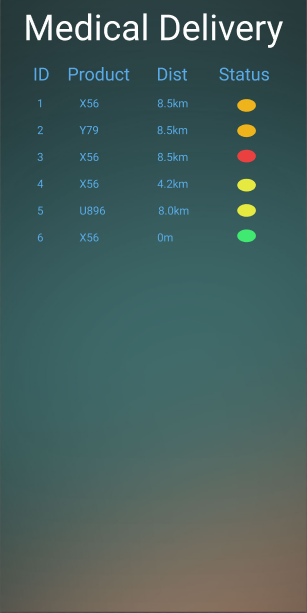 Medical Delivery
ID Product Dist Status
1 X56 8.5km
2 Y79 8.5km
3 X56 8.5km
4 X56 4.2km
5 U896 8.0km
6 X56 0m